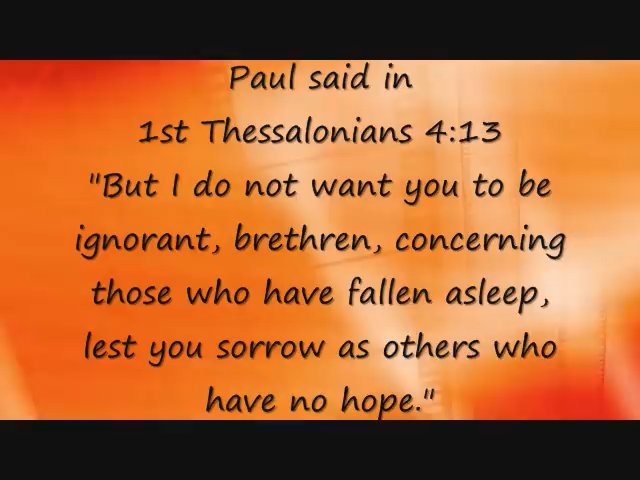 Paul said in
1st Thessalonians 4:13
"But I do not want you to be
ignorant, brethren, concerning
those who have fallen asleep,
lest you sorrow as others who
have no hope."